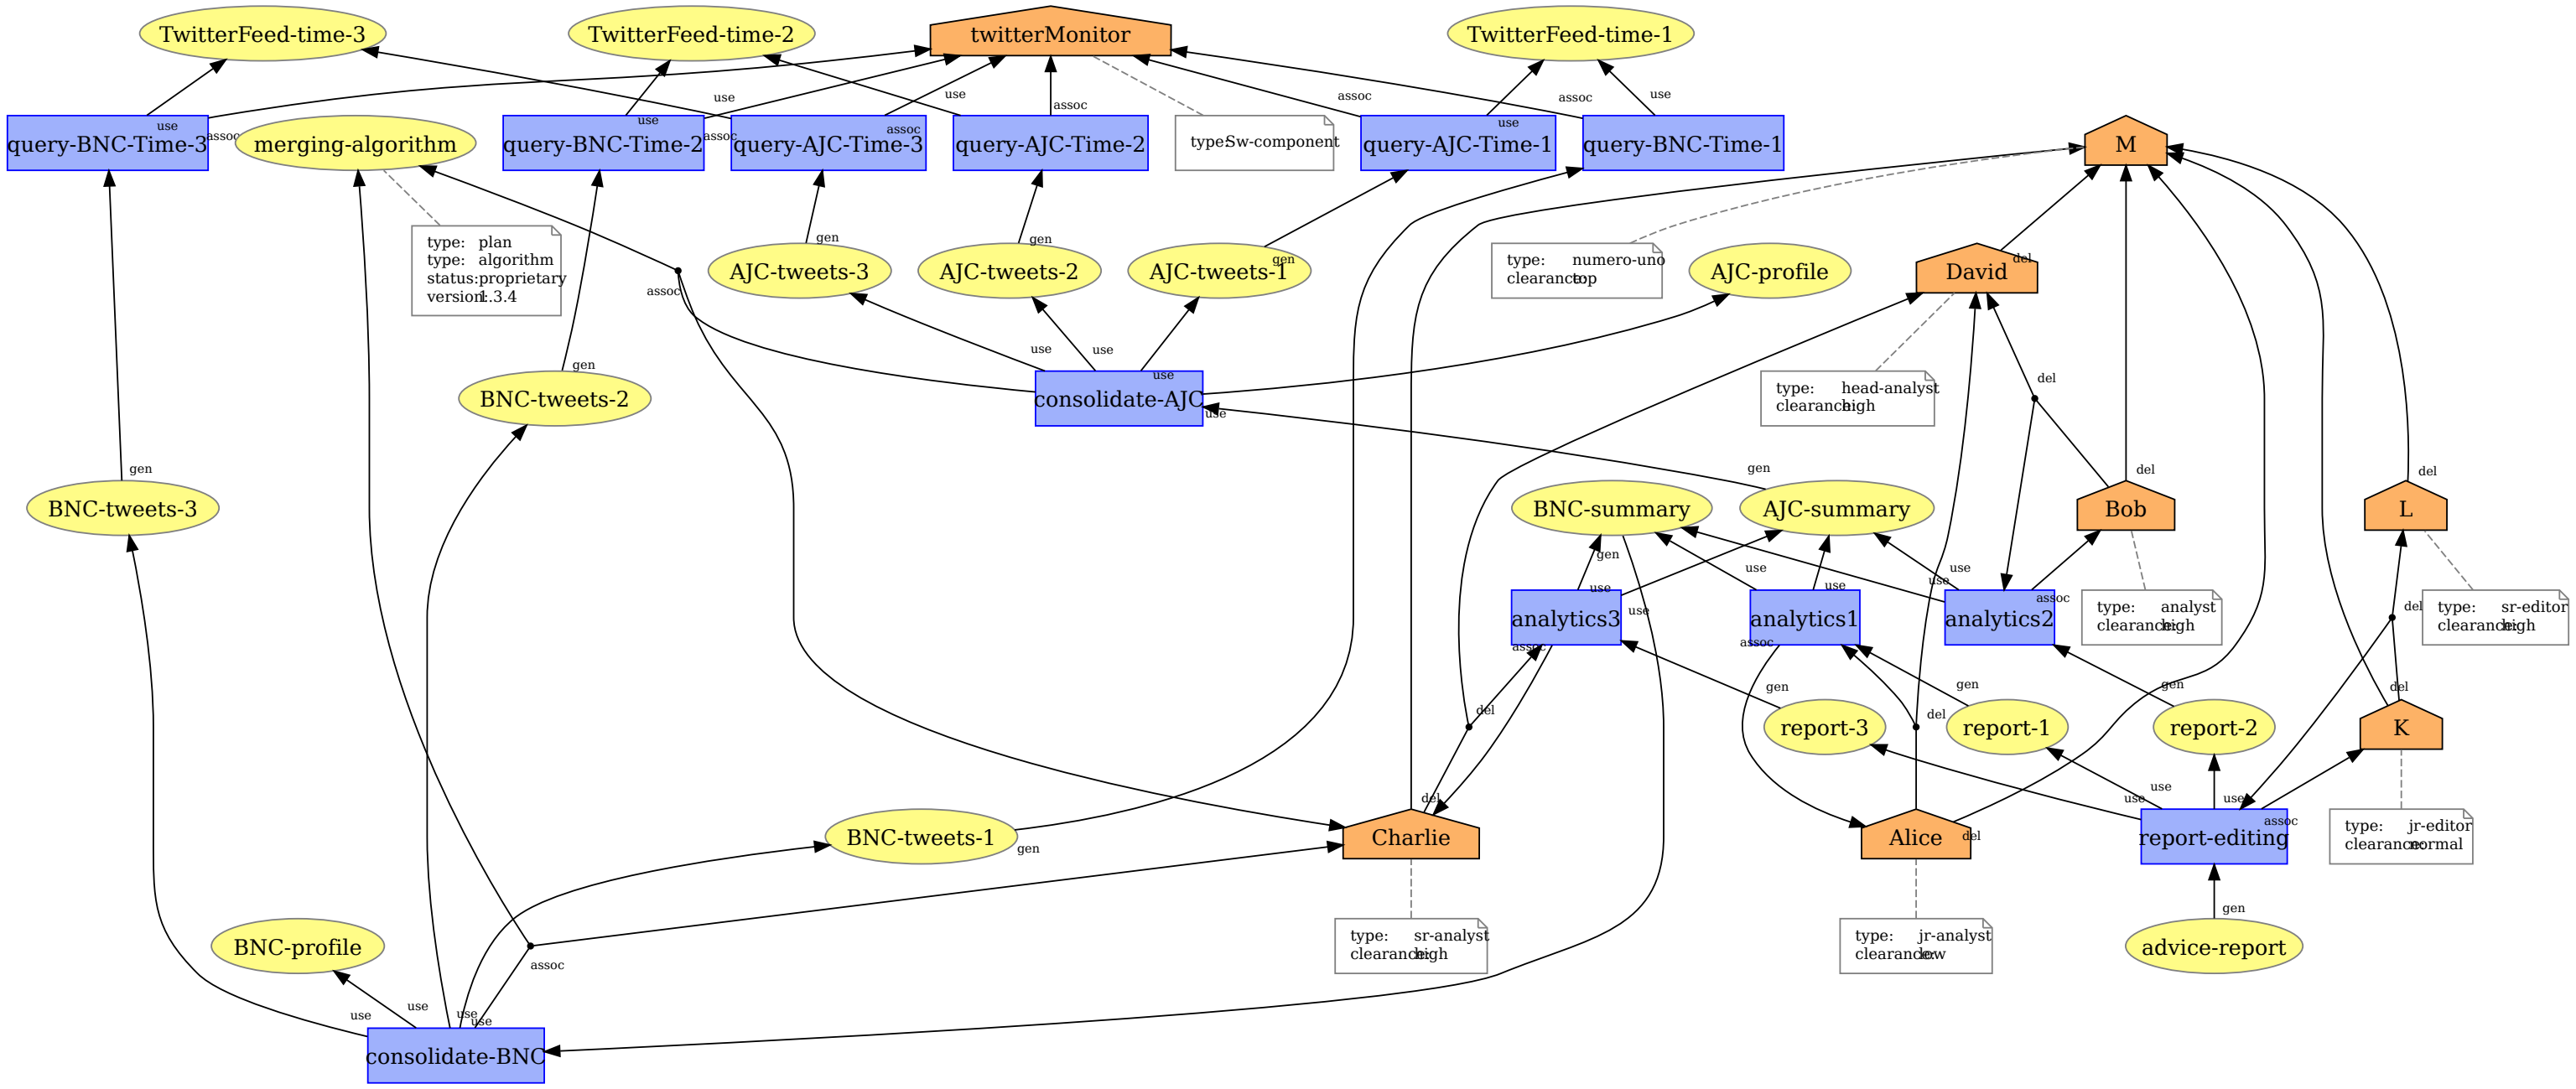 TwitterFeed-time-3
TwitterFeed-time-2
twitterMonitor
TwitterFeed-time-1
use
use
assoc
assoc
assoc
use
use
use
assoc
assoc
use
assoc
query-BNC-Time-3
merging-algorithm
query-BNC-Time-2
query-AJC-Time-3
query-AJC-Time-2
type: Sw-component
query-AJC-Time-1
query-BNC-Time-1
M
type: plan
type: algorithm
status: proprietary
version: 1.3.4
gen
gen
gen
del
AJC-tweets-3
AJC-tweets-2
AJC-tweets-1
type: numero-uno
clearance: top
AJC-profile
David
assoc
use
use
use
use
gen
del
BNC-tweets-2
consolidate-AJC
type: head-analyst
clearance: high
gen
gen
del
del
BNC-tweets-3
BNC-summary
AJC-summary
Bob
L
gen
use
use
use
use
use
use
assoc
del
analytics3
analytics1
analytics2
type: analyst
clearance: high
type: sr-editor
clearance: high
assoc
assoc
gen
gen
gen
del
del
del
report-3
report-1
report-2
K
del
use
use
use
assoc
del
BNC-tweets-1
gen
Charlie
Alice
report-editing
type: jr-editor
clearance: normal
gen
BNC-profile
assoc
type: sr-analyst
clearance: high
type: jr-analyst
clearance: low
advice-report
use
use
use
use
consolidate-BNC